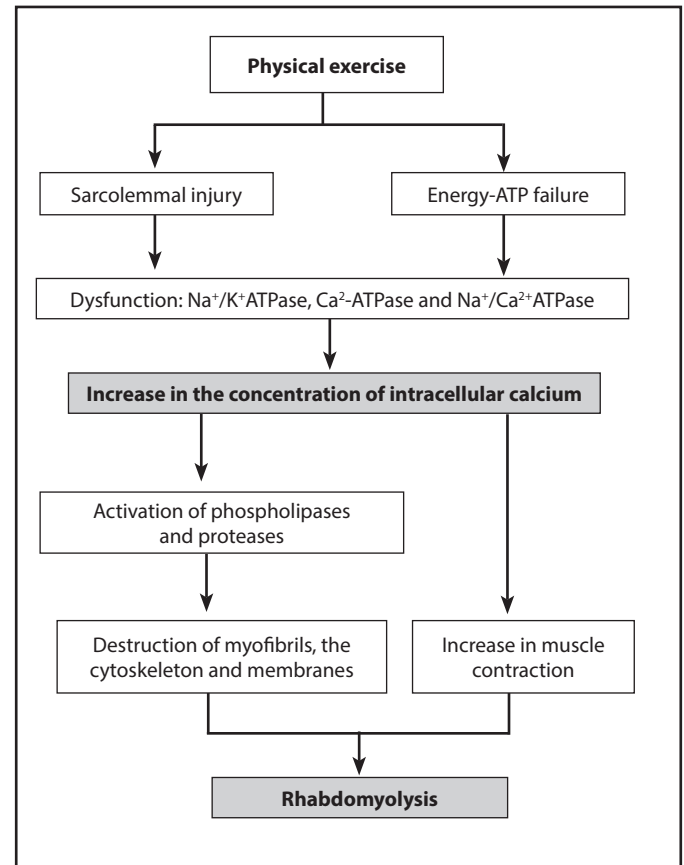 Physical exercise
Sarcolemmal injury
Energy-ATP failure
Dysfunction: Na⁺/K⁺ATPase, Ca²-ATPase and Na⁺/Ca²⁺ATPase
Increase in the concentration of intracellular calcium
Activation of phospholipases
and proteases
Destruction of myofibrils, the
cytoskeleton and membranes
Increase in muscle
contraction
Rhabdomyolysis